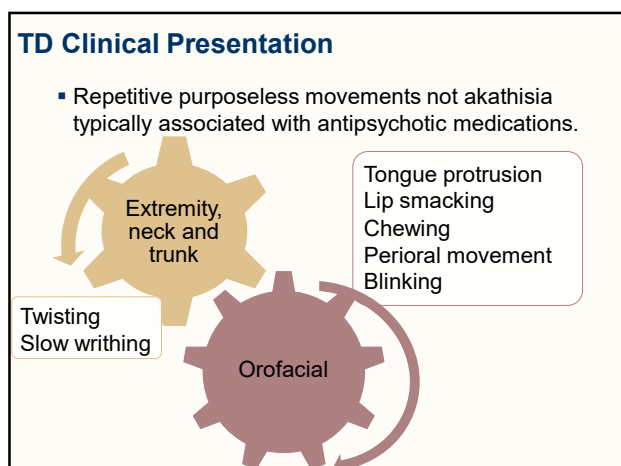 TD Clinical Presentation
▪ Repetitive purposeless movements not akathisia
typically associated with antipsychotic medications.
Extremity,
neck and
trunk
Twisting
Slow writhing
Tongue protrusion
Lip smacking
Chewing
Perioral movement
Blinking
Orofacial